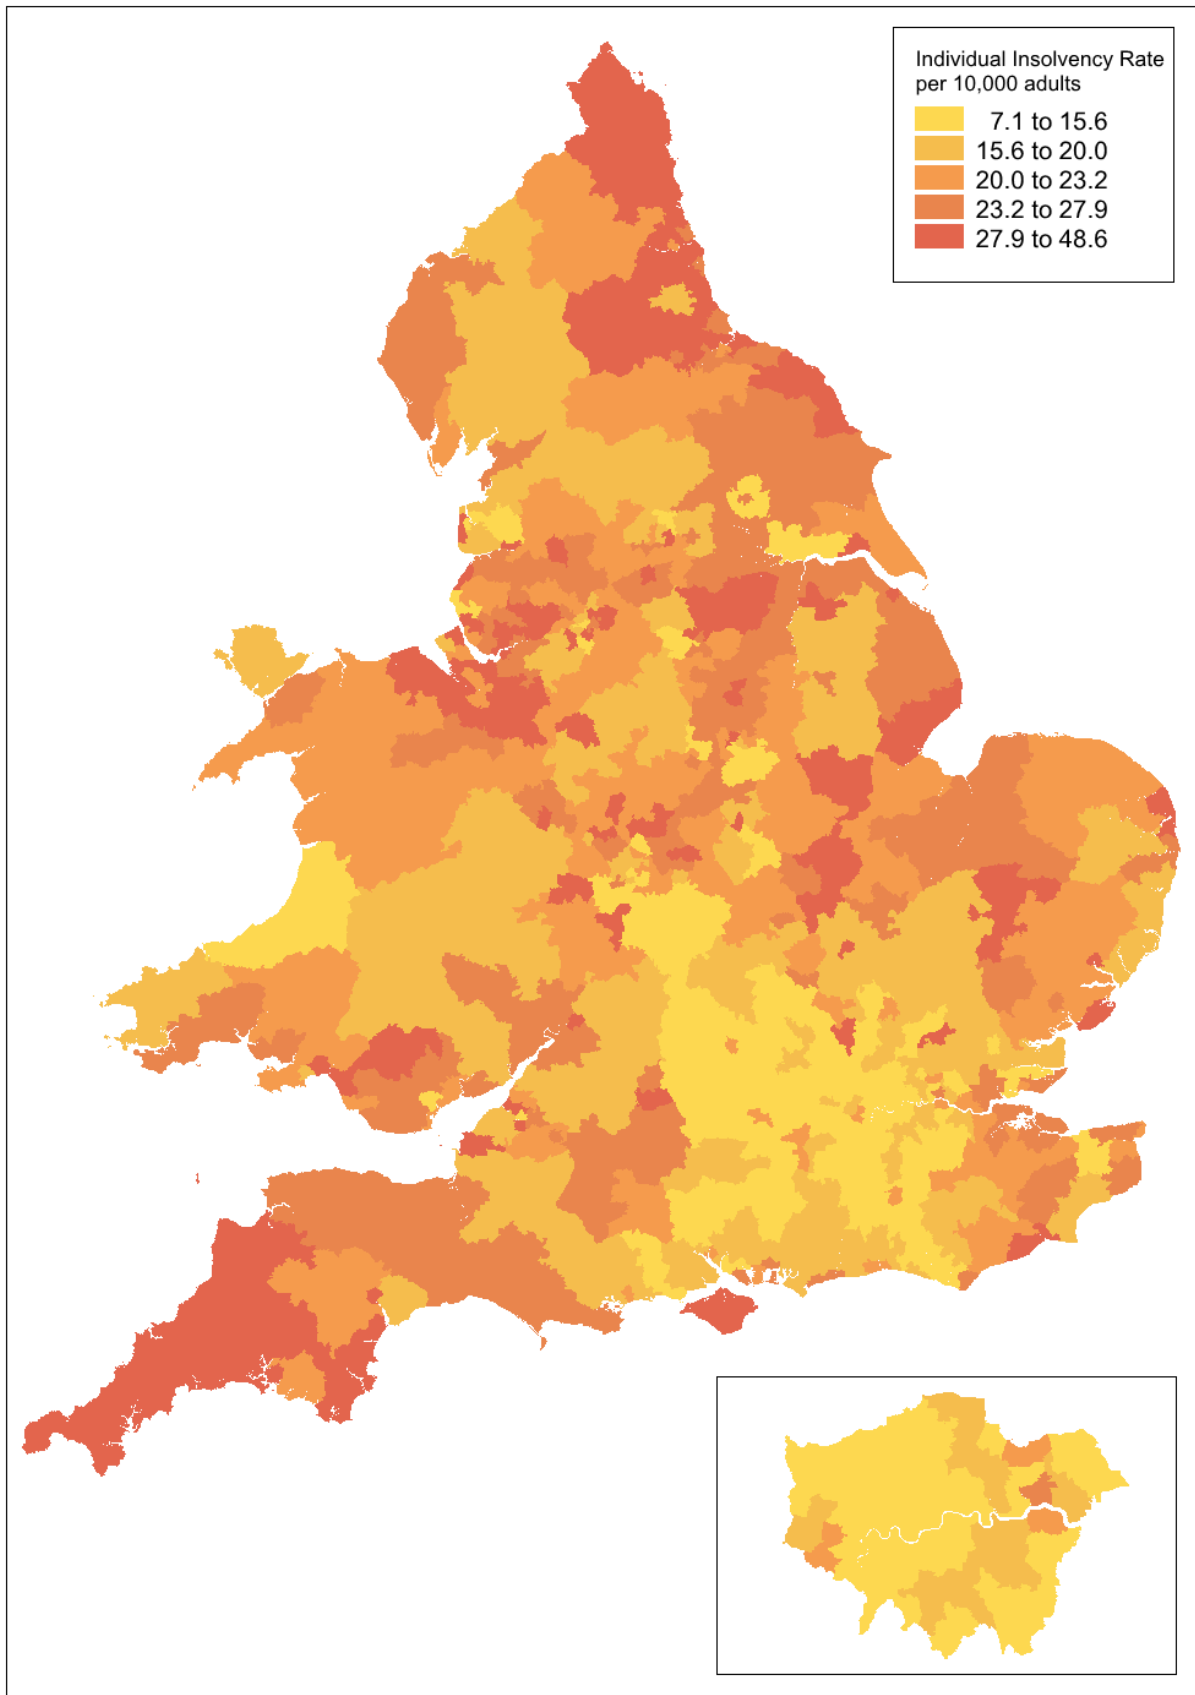 Individual Insolvency Rate
per 10,000 adults
7.1 to 15.6
15.6 to 20.0
20.0 to 23.2
23.2 to 27.9
27.9 to 48.6